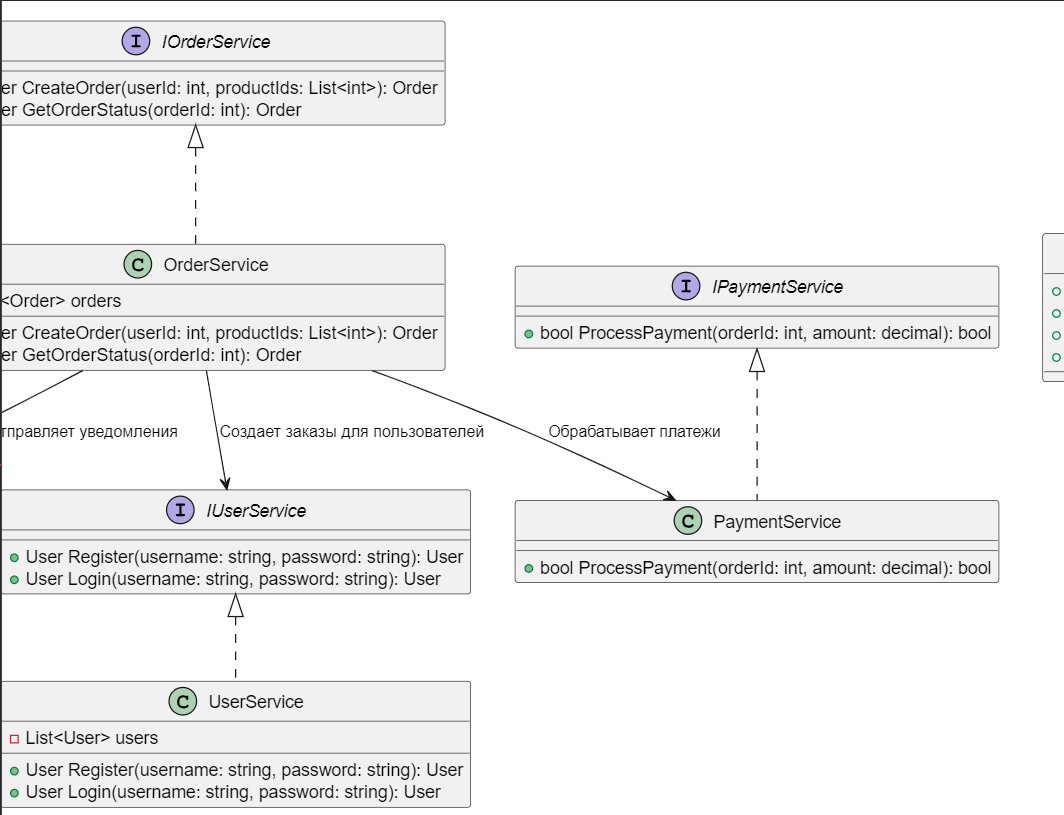 I IOrderService
er CreateOrder(userId: int, productIds: List<int>): Order
er GetOrderStatus(orderId: int): Order
C OrderService
<Order> orders
er CreateOrder(userId: int, productIds: List<int>): Order
er GetOrderStatus(orderId: int): Order
I IPaymentService
bool ProcessPayment(orderId: int, amount: decimal): bool
тправляет уведомления
Создает заказы для пользователей
Обрабатывает платежи
I IUserService
User Register(username: string, password: string): User
User Login(username: string, password: string): User
C PaymentService
bool ProcessPayment(orderId: int, amount: decimal): bool
C UserService
List<User> users
User Register(username: string, password: string): User
User Login(username: string, password: string): User